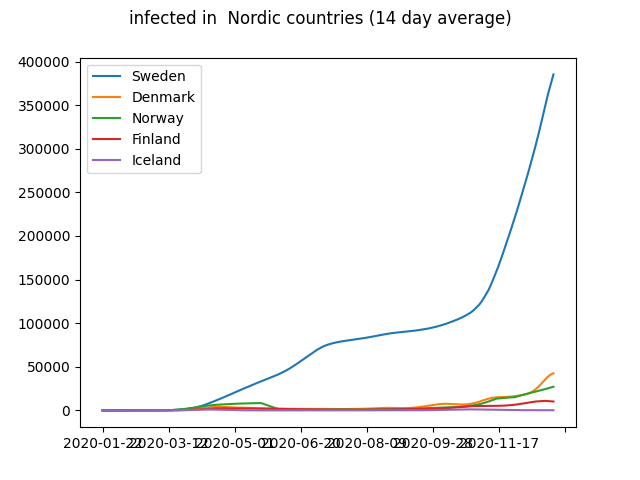 infected in  Nordic countries (14 day average)
400000
350000
300000
250000
200000
150000
100000
50000
0
Sweden
Denmark
Norway
Finland
Iceland
2020-01-22
2020-03-12
2020-05-01
2020-06-20
2020-08-09
2020-09-28
2020-11-17